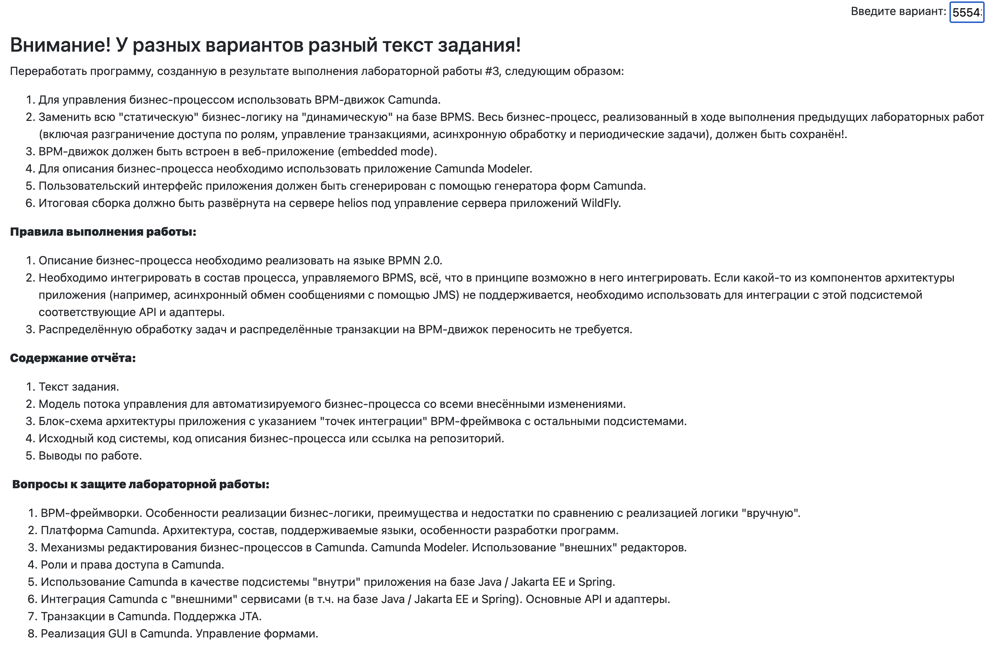 Введите вариант: 5554
Внимание! У разных вариантов разный текст задания!
Переработать программу, созданную в результате выполнения лабораторной работы #3, следующим образом:
1. Для управления бизнес-процессом использовать BPM-движок Camunda.
2. Заменить всю "статическую" бизнес-логику на "динамическую" на базе BPMS. Весь бизнес-процесс, реализованный в ходе выполнения предыдущих лабораторных работ
(включая разграничение доступа по ролям, управление транзакциями, асинхронную обработку и периодические задачи), должен быть сохранён!.
3. BPM-движок должен быть встроен в веб-приложение (embedded mode).
4. Для описания бизнес-процесса необходимо использовать приложение Camunda Modeler.
5. Пользовательский интерфейс приложения должен быть сгенерирован с помощью генератора форм Camunda.
6. Итоговая сборка должно быть развёрнута на сервере helios под управление сервера приложений WildFly.
Правила выполнения работы:
1. Описание бизнес-процесса необходимо реализовать на языке BPMN 2.0.
2. Необходимо интегрировать в состав процесса, управляемого BPMS, всё, что в принципе возможно в него интегрировать. Если какой-то из компонентов архитектуры
приложения (например, асинхронный обмен сообщениями с помощью JMS) не поддерживается, необходимо использовать для интеграции с этой подсистемой
соответствующие API и адаптеры.
3. Распределённую обработку задач и распределённые транзакции на BPM-движок переносить не требуется.
Содержание отчёта:
1. Текст задания.
2. Модель потока управления для автоматизируемого бизнес-процесса со всеми внесёнными изменениями.
3. Блок-схема архитектуры приложения с указанием "точек интеграции" BPM-фреймвока с остальными подсистемами.
4. Исходный код системы, код описания бизнес-процесса или ссылка на репозиторий.
5. Выводы по работе.
Вопросы к защите лабораторной работы:
1. BPM-фреймворки. Особенности реализации бизнес-логики, преимущества и недостатки по сравнению с реализацией логики "вручную".
2. Платформа Camunda. Архитектура, состав, поддерживаемые языки, особенности разработки программ.
3. Механизмы редактирования бизнес-процессов в Camunda. Camunda Modeler. Использование "внешних" редакторов.
4. Роли и права доступа в Camunda.
5. Использование Camunda в качестве подсистемы "внутри" приложения на базе Java / Jakarta EE и Spring.
6. Интеграция Camunda с "внешними" сервисами (в т.ч. на базе Java / Jakarta EE и Spring). Основные API и адаптеры.
7. Транзакции в Camunda. Поддержка JTA.
8. Реализация GUI в Camunda. Управление формами.